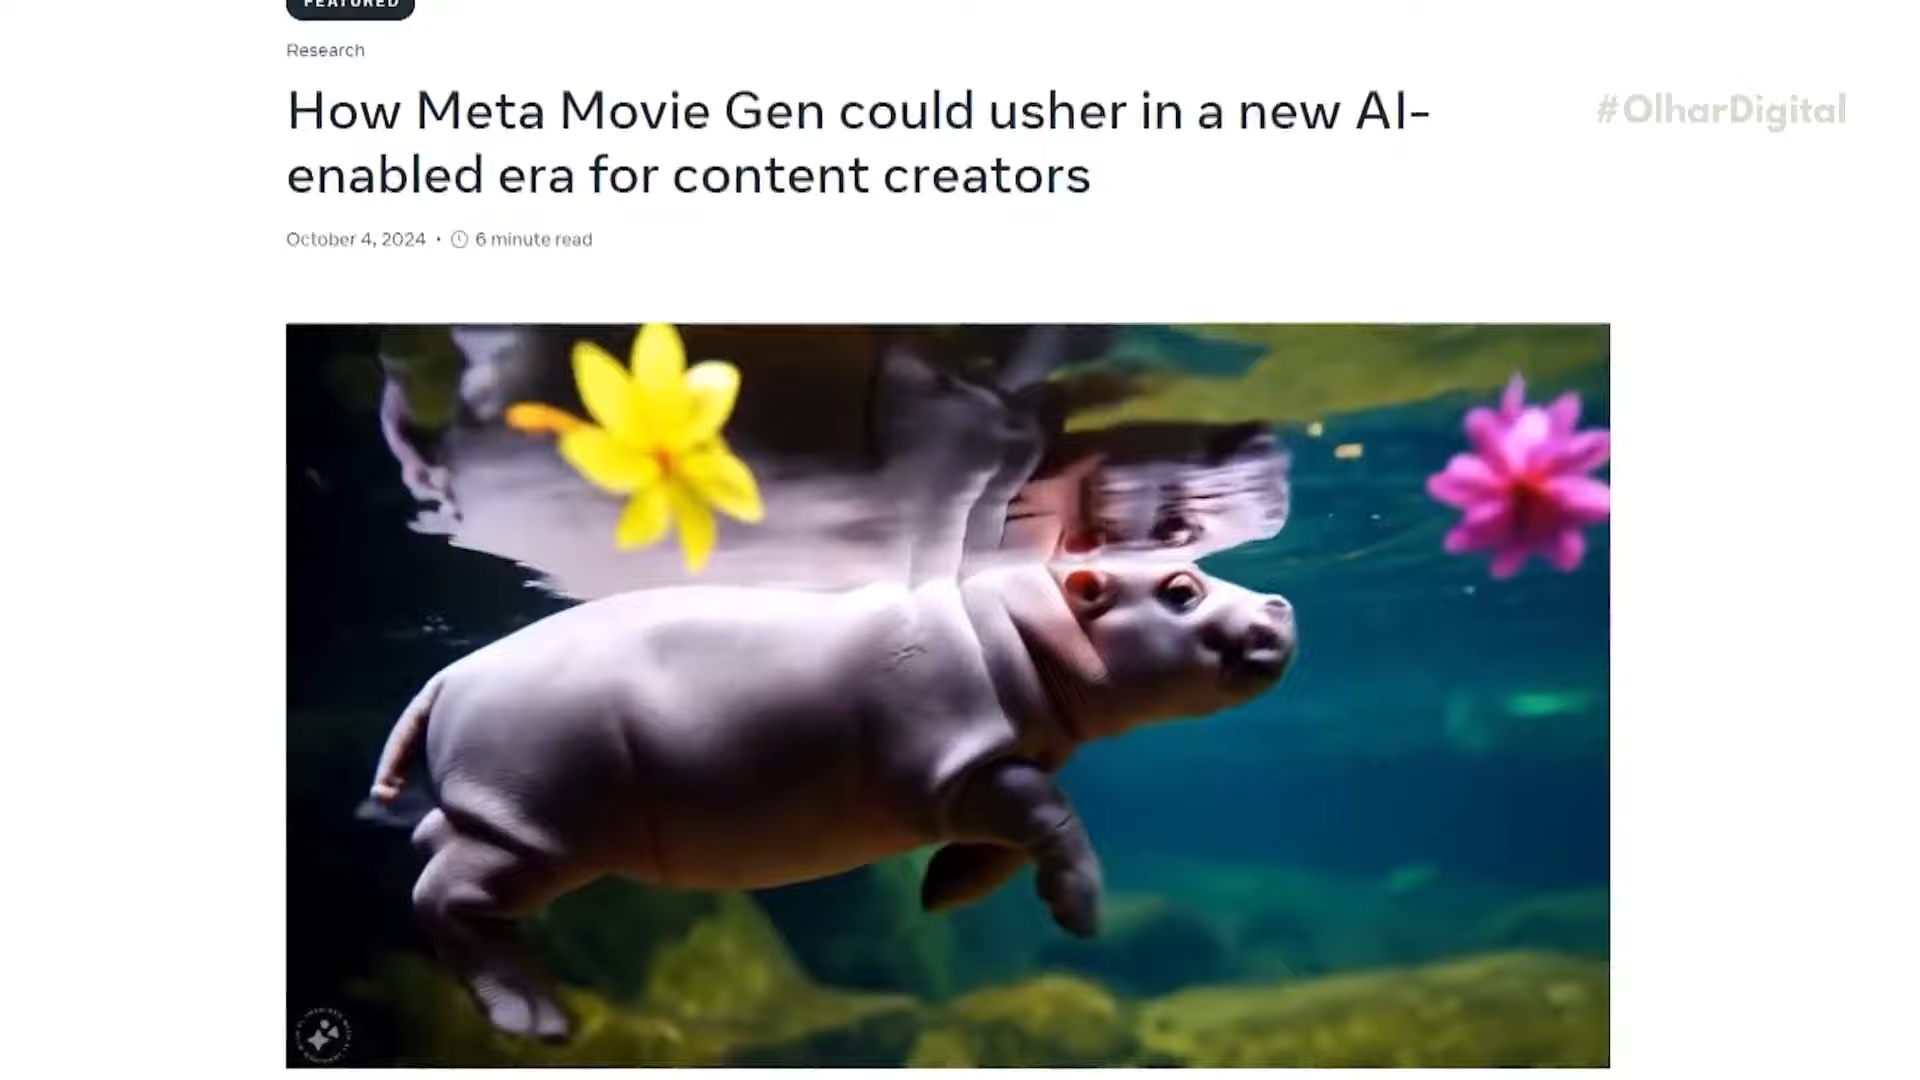 FEATURED
Research
#OlharDigital
How Meta Movie Gen could usher in a new AI-
enabled era for content creators
October 4, 2024 • 6 minute read